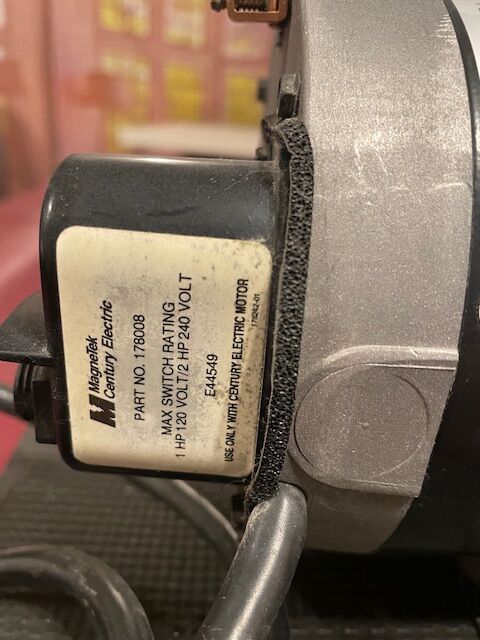 MagneTek
Century Electric
PART NO. 178008
MAX SWITCH RATING
1 HP 120 VOLT/2 HP 240 VOLT
E44549
USE ONLY WITH CENTURY ELECTRIC MOTOR